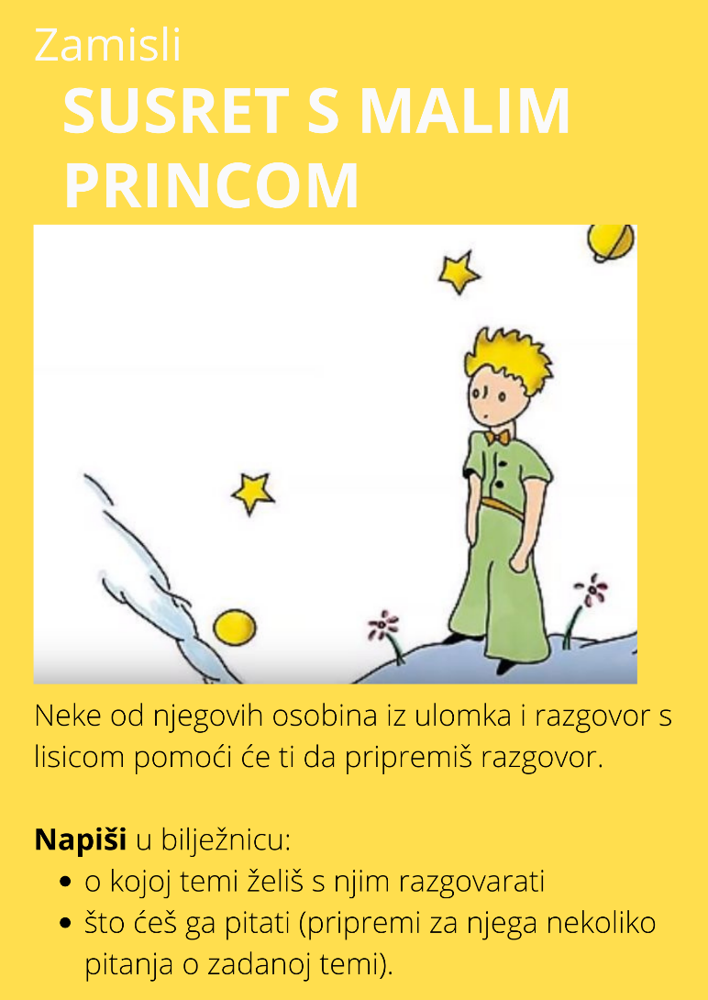 Zamisli
SUSRET S MALIM
PRINCOM
Neke od njegovih osobina iz ulomka i razgovor s
lisicom pomoći će ti da pripremiš razgovor.
Napiši u bilježnicu:
• o kojoj temi želiš s njim razgovarati
• što ćeš ga pitati (pripremi za njega nekoliko
pitanja o zadanoj temi).